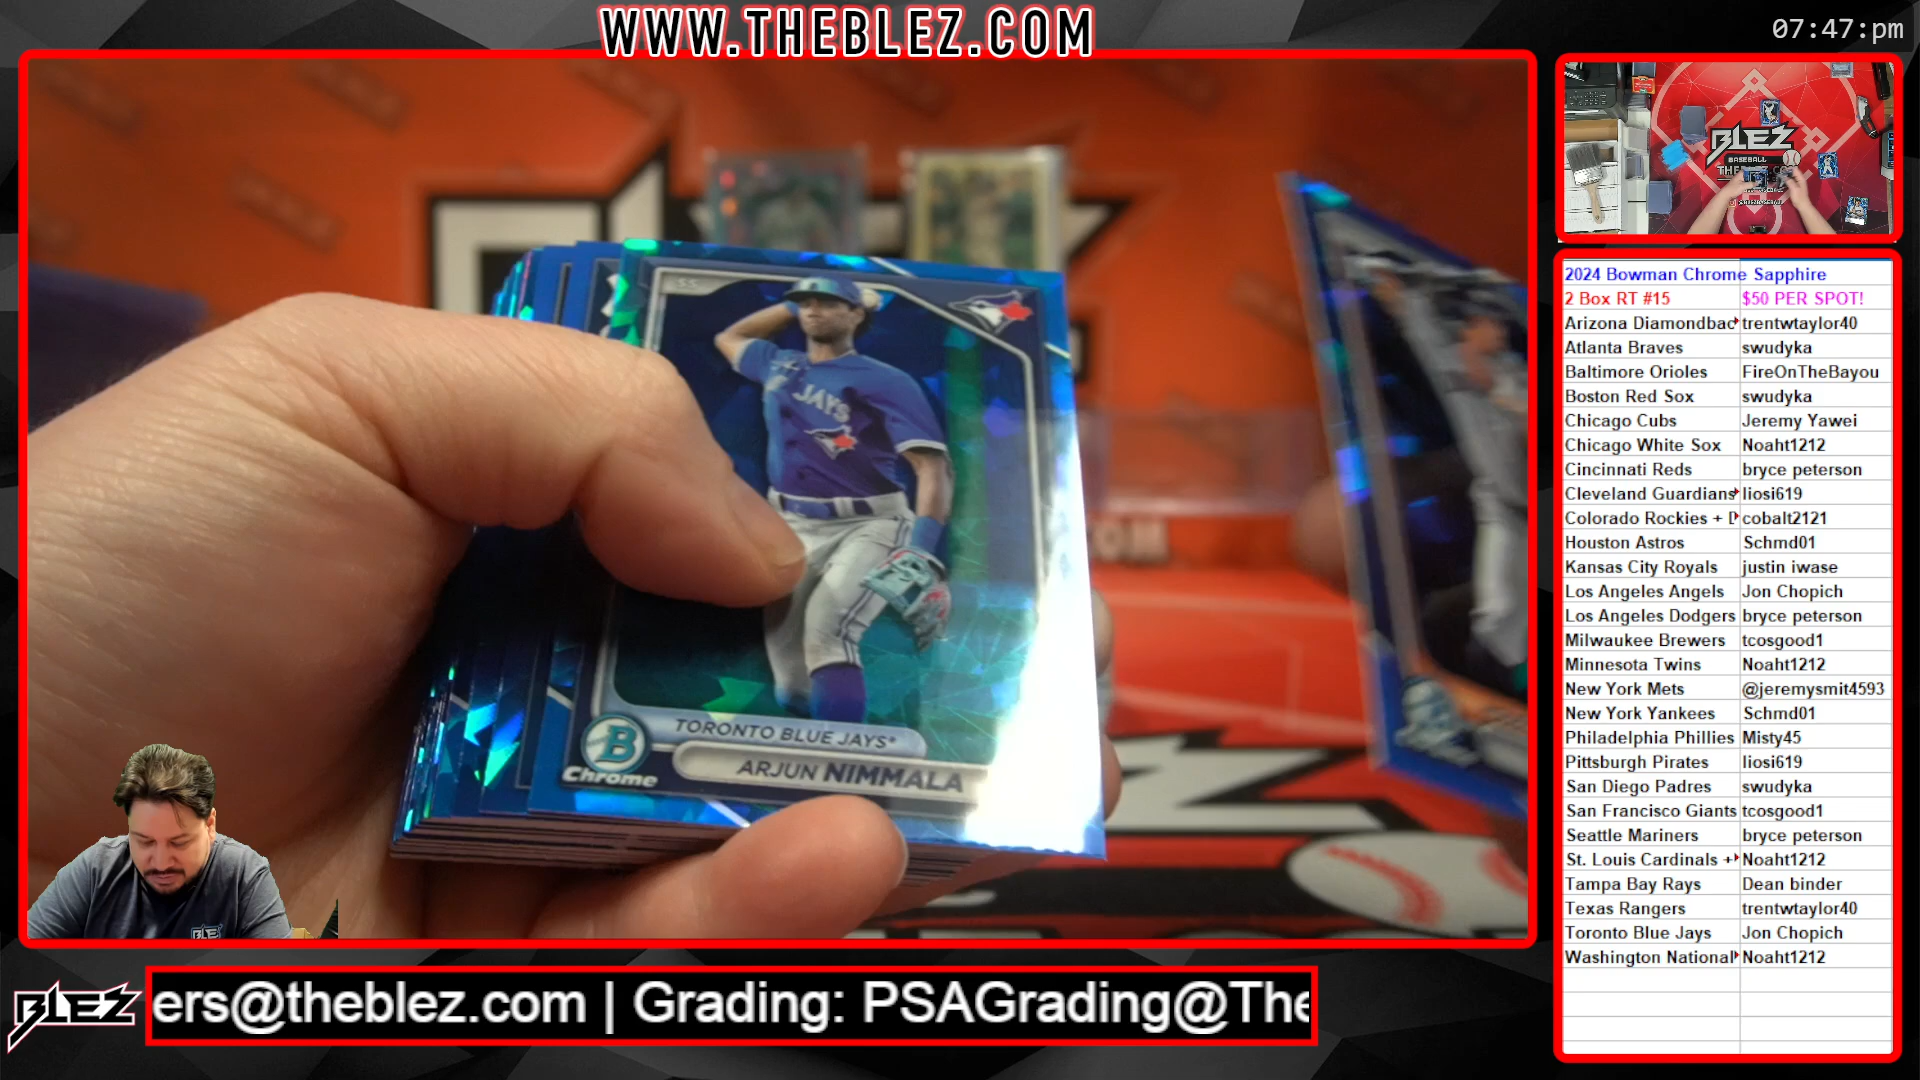 WWW.THEBLEZ.COM
07:47:pm
JAYS
TORONTO BLUE JAYS*
B
Chrome
ARJUN NIMMALA
BLEZ
BASEBALL
2024 Bowman Chrome Sapphire
2 Box RT #15 $50 PER SPOT!
Arizona Diamondbac trentwtaylor40
Atlanta Braves swudyka
Baltimore Orioles FireOnTheBayou
Boston Red Sox swudyka
Chicago Cubs Jeremy Yawei
Chicago White Sox Noaht1212
Cincinnati Reds bryce peterson
Cleveland Guardians liosi619
Colorado Rockies + D cobalt2121
Houston Astros Schmd01
Kansas City Royals justin iwase
Los Angeles Angels Jon Chopich
Los Angeles Dodgers bryce peterson
Milwaukee Brewers tcosgood1
Minnesota Twins Noaht1212
New York Mets @jeremysmit4593
New York Yankees Schmd01
Philadelphia Phillies Misty45
Pittsburgh Pirates liosi619
San Diego Padres swudyka
San Francisco Giants tcosgood1
Seattle Mariners bryce peterson
St. Louis Cardinals + Noaht1212
Tampa Bay Rays Dean binder
Texas Rangers trentwtaylor40
Toronto Blue Jays Jon Chopich
Washington National Noaht1212
BLEZ
BLEZ
ers@theblez.com | Grading: PSAGrading@The